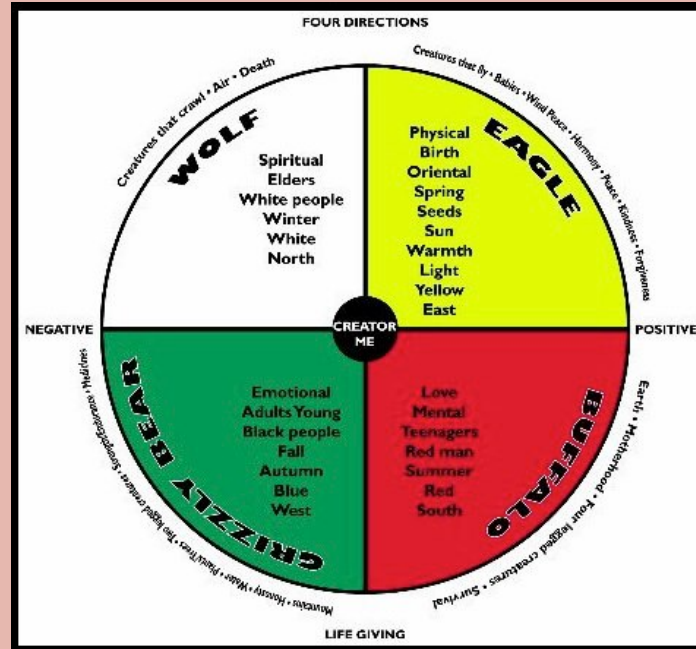 FOUR DIRECTIONS
Creatures that crawl • Air • Death
WOLF
Spiritual
Elders
White people
Winter
White
North
Creatures that fly • Babies • Wind Peace • Harmony • Peace • Kindness • Forgiveness
EAGLE
Physical
Birth
Oriental
Spring
Seeds
Sun
Warmth
Light
Yellow
East
NEGATIVE
CREATOR
ME
POSITIVE
Mountains • Honesty • Water • Plants/Trees • Two legged creatures • Strength/Endurance • Medicines
GRIZZLY BEAR
Emotional
Adults Young
Black people
Fall
Autumn
Blue
West
Love
Mental
Teenagers
Red man
Summer
Red
South
BUFFALO
Earth • Motherhood • Four legged creatures • Survival
LIFE GIVING